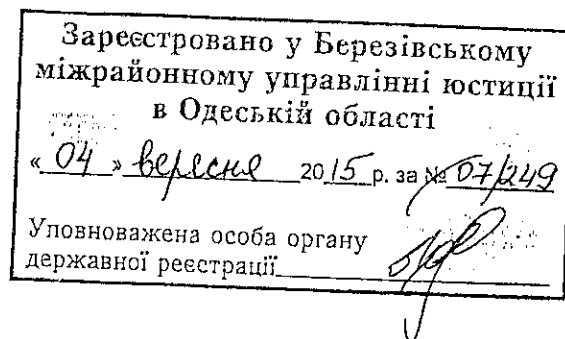 Зареєстровано у Березівському
міжрайонному управлінні юстиції
в Одеській області
« 04 » вересня 2015 р. за № 07/249
Уповноважена особа органу
державної реєстрації